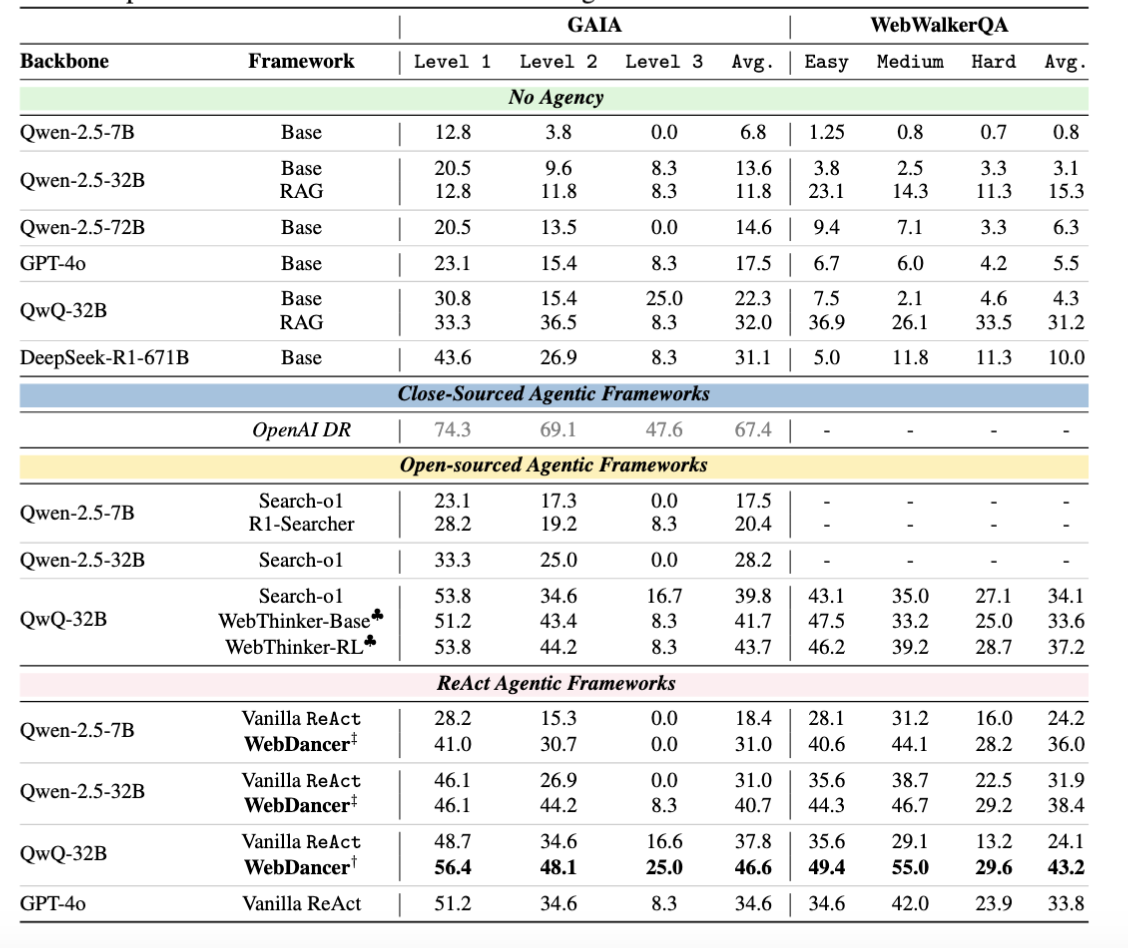 GAIA WebWalkerQA
Backbone Framework Level 1 Level 2 Level 3 Avg. Easy Medium Hard Avg.
No Agency
Qwen-2.5-7B Base 12.8 3.8 0.0 6.8 1.25 0.8 0.7 0.8
Qwen-2.5-32B Base 20.5 9.6 8.3 13.6 3.8 2.5 3.3 3.1
RAG 12.8 11.8 8.3 11.8 23.1 14.3 11.3 15.3
Qwen-2.5-72B Base 20.5 13.5 0.0 14.6 9.4 7.1 3.3 6.3
GPT-4o Base 23.1 15.4 8.3 17.5 6.7 6.0 4.2 5.5
QwQ-32B Base 30.8 15.4 25.0 22.3 7.5 2.1 4.6 4.3
RAG 33.3 36.5 8.3 32.0 36.9 26.1 33.5 31.2
DeepSeek-R1-671B Base 43.6 26.9 8.3 31.1 5.0 11.8 11.3 10.0
Close-Sourced Agentic Frameworks
OpenAI DR 74.3 69.1 47.6 67.4 - - - -
Open-sourced Agentic Frameworks
Qwen-2.5-7B Search-o1 23.1 17.3 0.0 17.5 - - - -
R1-Searcher 28.2 19.2 8.3 20.4 - - - -
Qwen-2.5-32B Search-o1 33.3 25.0 0.0 28.2 - - - -
QwQ-32B Search-o1 53.8 34.6 16.7 39.8 43.1 35.0 27.1 34.1
WebThinker-Base♣ 51.2 43.4 8.3 41.7 47.5 33.2 25.0 33.6
WebThinker-RL♣ 53.8 44.2 8.3 43.7 46.2 39.2 28.7 37.2
ReAct Agentic Frameworks
Qwen-2.5-7B Vanilla ReAct 28.2 15.3 0.0 18.4 28.1 31.2 16.0 24.2
WebDancer‡ 41.0 30.7 0.0 31.0 40.6 44.1 28.2 36.0
Qwen-2.5-32B Vanilla ReAct 46.1 26.9 0.0 31.0 35.6 38.7 22.5 31.9
WebDancer‡ 46.1 44.2 8.3 40.7 44.3 46.7 29.2 38.4
QwQ-32B Vanilla ReAct 48.7 34.6 16.6 37.8 35.6 29.1 13.2 24.1
WebDancer† 56.4 48.1 25.0 46.6 49.4 55.0 29.6 43.2
GPT-4o Vanilla ReAct 51.2 34.6 8.3 34.6 34.6 42.0 23.9 33.8